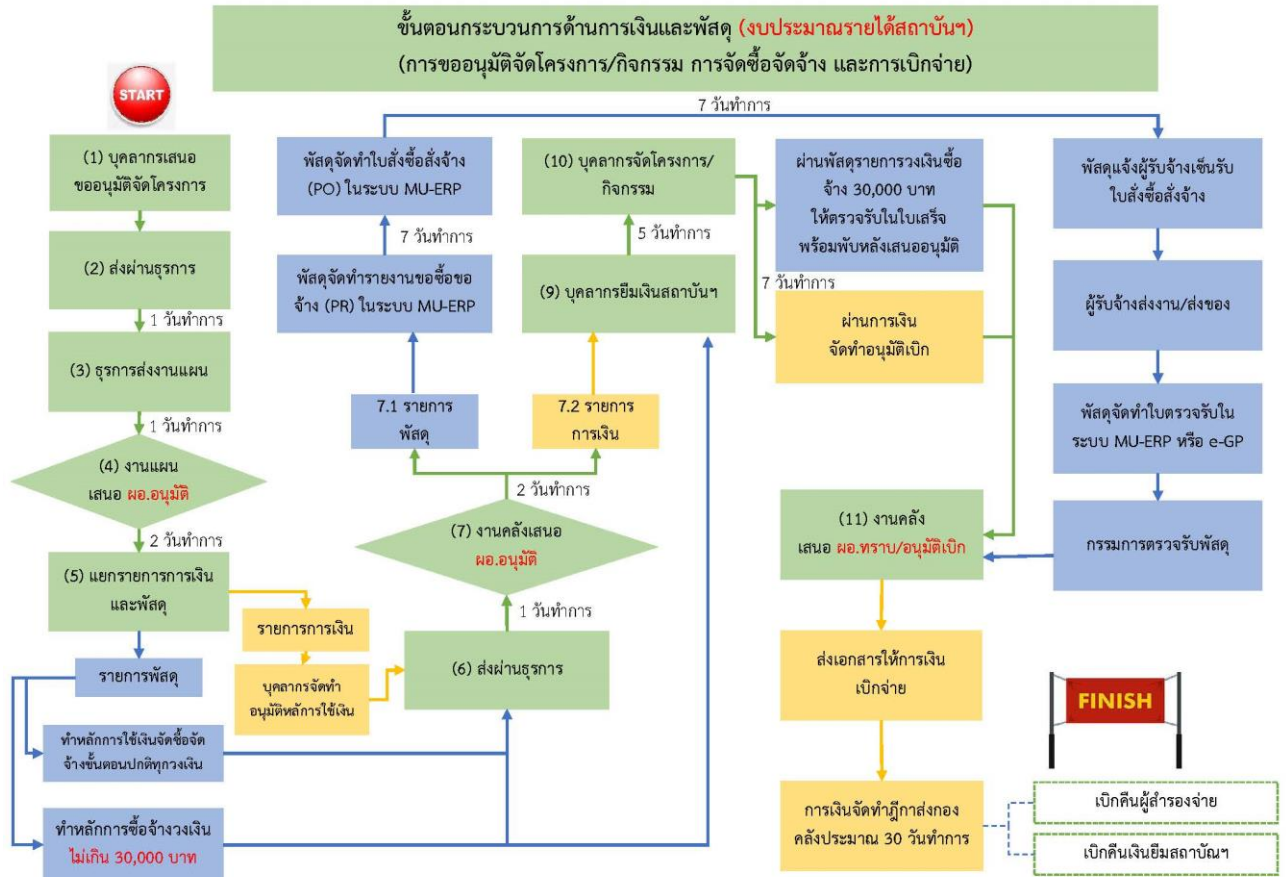 ขั้นตอนกระบวนการด้านการเงินและพัสดุ (งบประมาณรายได้สถาบันฯ)
(การขออนุมัติจัดโครงการ/กิจกรรม การจัดซื้อจัดจ้าง และการเบิกจ่าย)
START
(1) บุคลากรเสนอ
ขออนุมัติจัดโครงการ
(2) ส่งผ่านธุรการ
1 วันทำการ
(3) ธุรการส่งงานแผน
1 วันทำการ
(4) งานแผน
เสนอ ผอ.อนุมัติ
2 วันทำการ
(5) แยกรายการการเงิน
และพัสดุ
รายการการเงิน
บุคลากรจัดทำ
อนุมัติหลักการใช้เงิน
รายการพัสดุ
ทำหลักการใช้เงินจัดซื้อจัด
จ้างขั้นตอนปกติทุกวงเงิน
ทำหลักการซื้อจ้างวงเงิน
ไม่เกิน 30,000 บาท
(6) ส่งผ่านธุรการ
1 วันทำการ
(7) งานคลังเสนอ
ผอ.อนุมัติ
2 วันทำการ
7.1 รายการ
พัสดุ
7.2 รายการ
การเงิน
พัสดุจัดทำรายงานขอซื้อขอ
จ้าง (PR) ในระบบ MU-ERP
7 วันทำการ
พัสดุจัดทำใบสั่งซื้อสั่งจ้าง
(PO) ในระบบ MU-ERP
7 วันทำการ
(9) บุคลากรยืมเงินสถาบันฯ
5 วันทำการ
(10) บุคลากรจัดโครงการ/
กิจกรรม
7 วันทำการ
ผ่านพัสดุรายการวงเงินซื้อ
จ้าง 30,000 บาท
ให้ตรวจรับในใบเสร็จ
พร้อมพับหลังเสนออนุมัติ
ผ่านการเงิน
จัดทำอนุมัติเบิก
พัสดุแจ้งผู้รับจ้างเซ็นรับ
ใบสั่งซื้อสั่งจ้าง
ผู้รับจ้างส่งงาน/ส่งของ
พัสดุจัดทำใบตรวจรับใน
ระบบ MU-ERP หรือ e-GP
กรรมการตรวจรับพัสดุ
(11) งานคลัง
เสนอ ผอ.ทราบ/อนุมัติเบิก
ส่งเอกสารให้การเงิน
เบิกจ่าย
การเงินจัดทำฎีกาส่งกอง
คลังประมาณ 30 วันทำการ
FINISH
เบิกคืนผู้สำรองจ่าย
เบิกคืนเงินยืมสถาบัณฯ